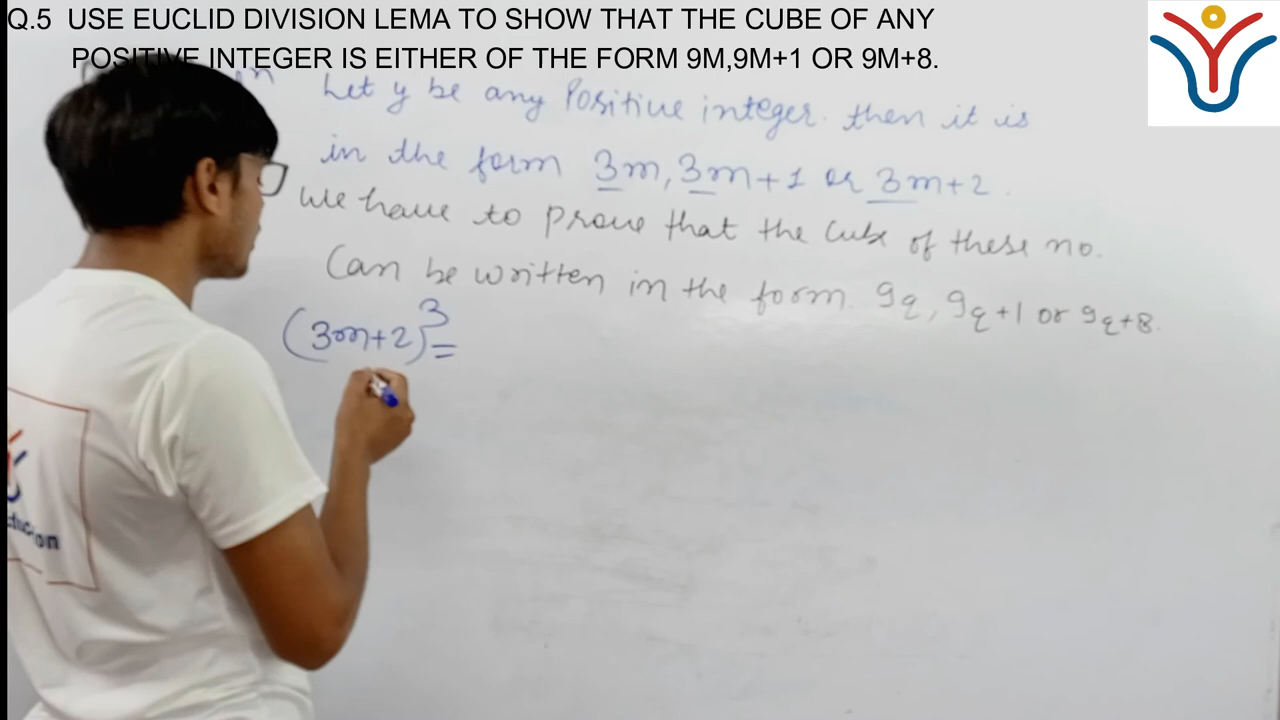 Q.5 USE EUCLID DIVISION LEMA TO SHOW THAT THE CUBE OF ANY
POSITIVE INTEGER IS EITHER OF THE FORM 9M,9M+1 OR 9M+8.
Let y be any Positive integer. then it is
in the form 3m, 3m+1 or 3m+2.
We have to prove that the Cube of these no.
Can be written in the form 9q, 9q+1 or 9q+8.
(3m+2)³=